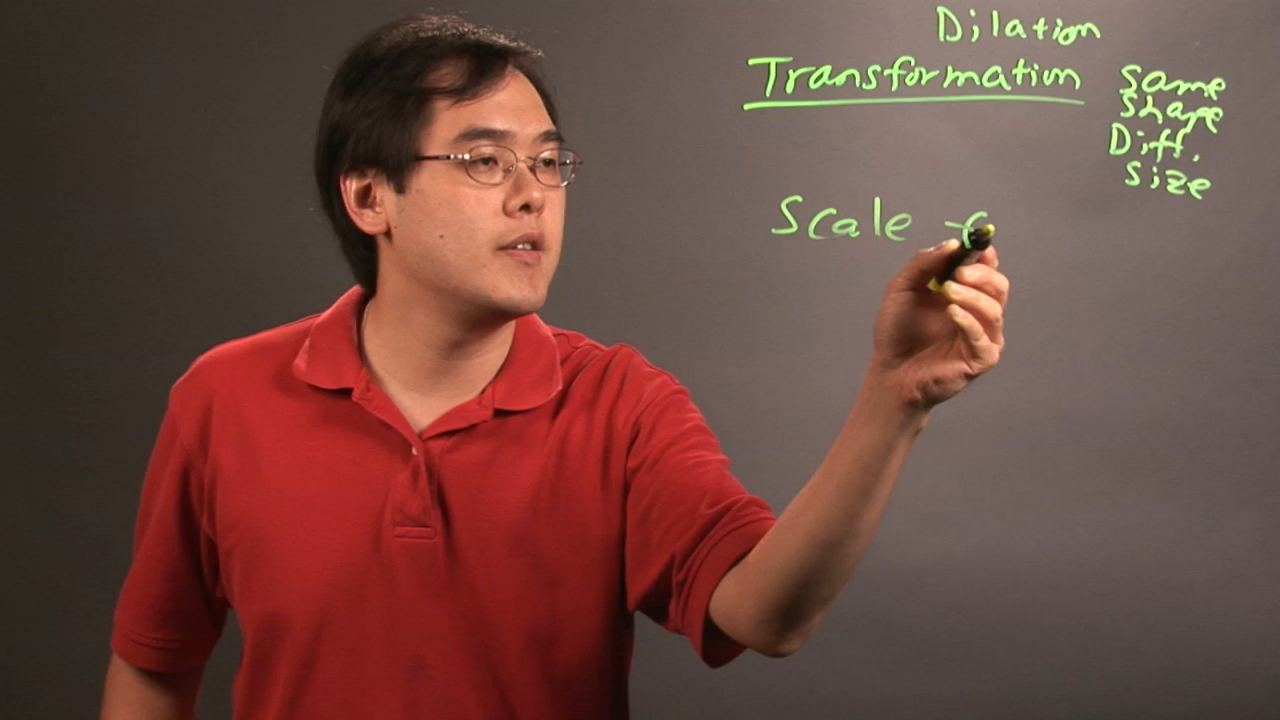 Dilation
Transformation
same
shape
Diff.
size
Scale f